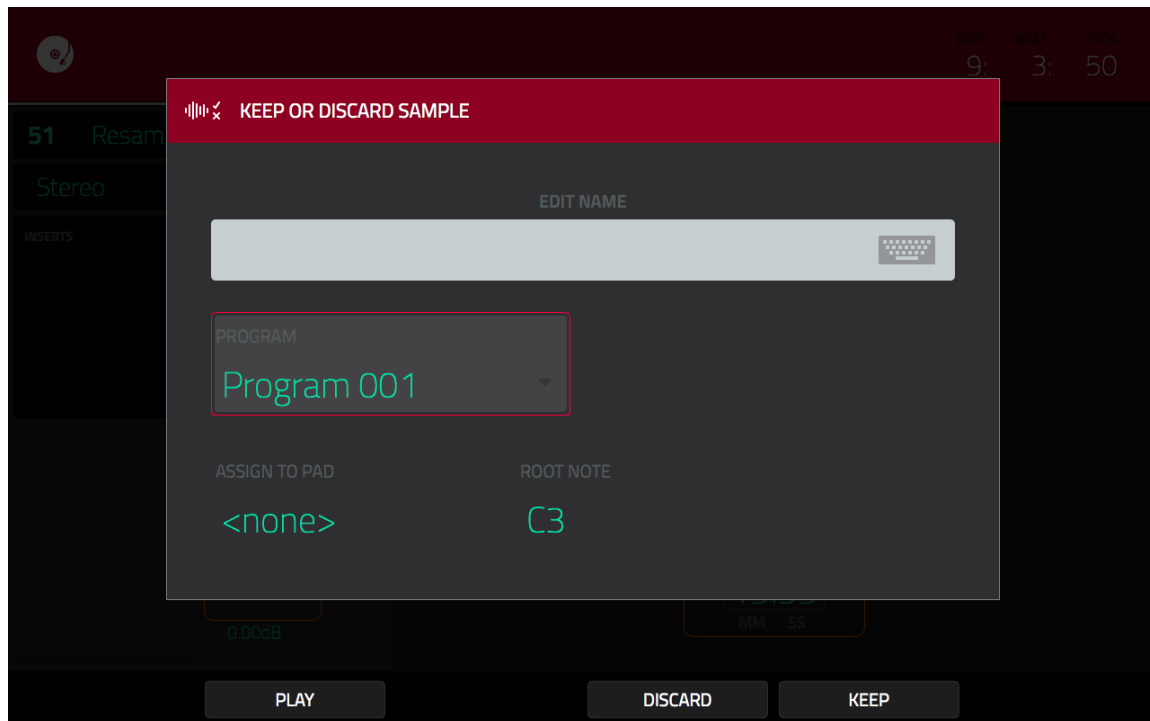 BAR BEAT TICK
9: 3: 50
KEEP OR DISCARD SAMPLE
51 Resam
Stereo
EDIT NAME
INSERTS
PROGRAM
Program 001
ASSIGN TO PAD ROOT NOTE
<none> C3
0.00dB
MM SS
PLAY DISCARD KEEP